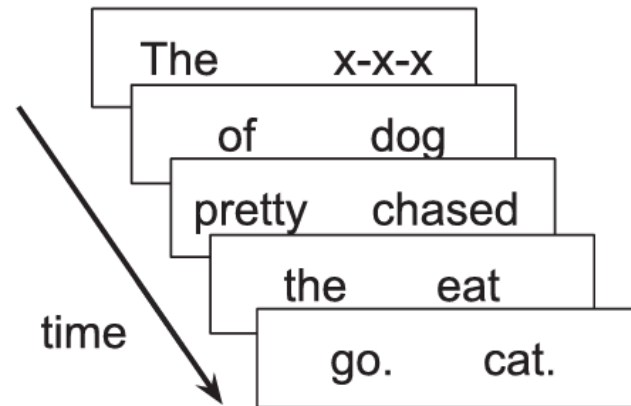 The x-x-x
of dog
pretty chased
the eat
time
go. cat.